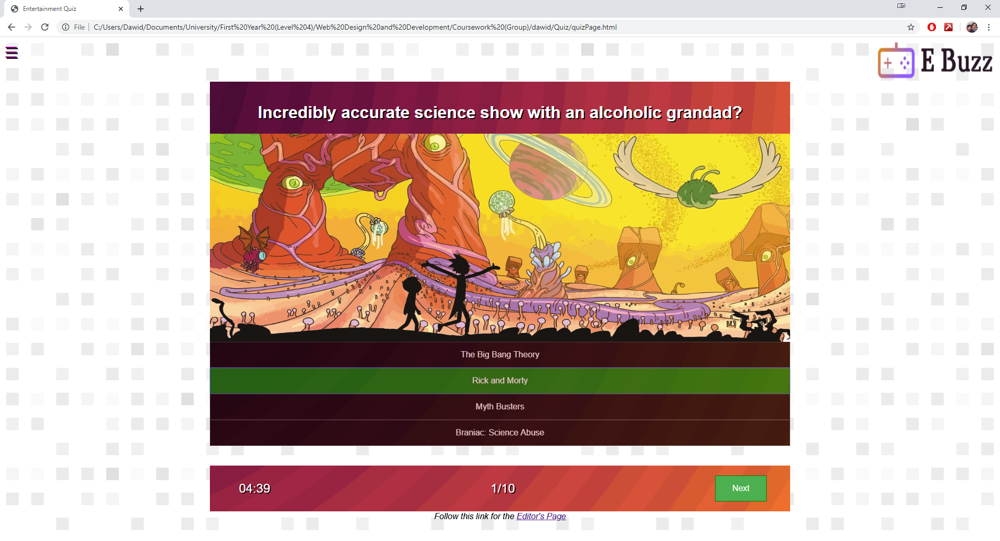 Entertainment Quiz
File
C:/Users/Dawid/Documents/University/First%20Year%20(Level%204)/Web%20Design%20and%20Development/Coursework%20(Group)/dawid/Quiz/quizPage.html
E Buzz
Incredibly accurate science show with an alcoholic grandad?
The Big Bang Theory
Rick and Morty
Myth Busters
Braniac: Science Abuse
04:39
1/10
Next
Follow this link for the Editor's Page